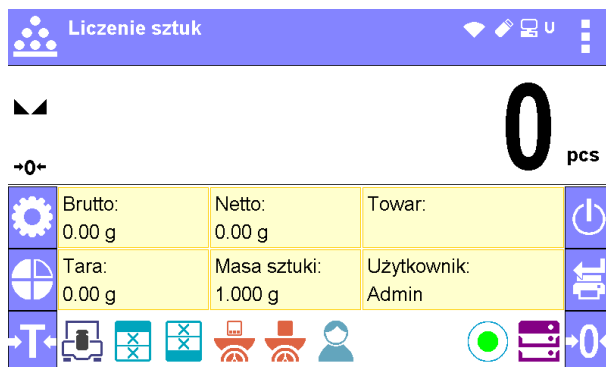 Liczenie sztuk
U
→0←
0 pcs
Brutto:
0.00 g
Netto:
0.00 g
Towar:
Tara:
0.00 g
Masa sztuki:
1.000 g
Użytkownik:
Admin
→T←
→0←